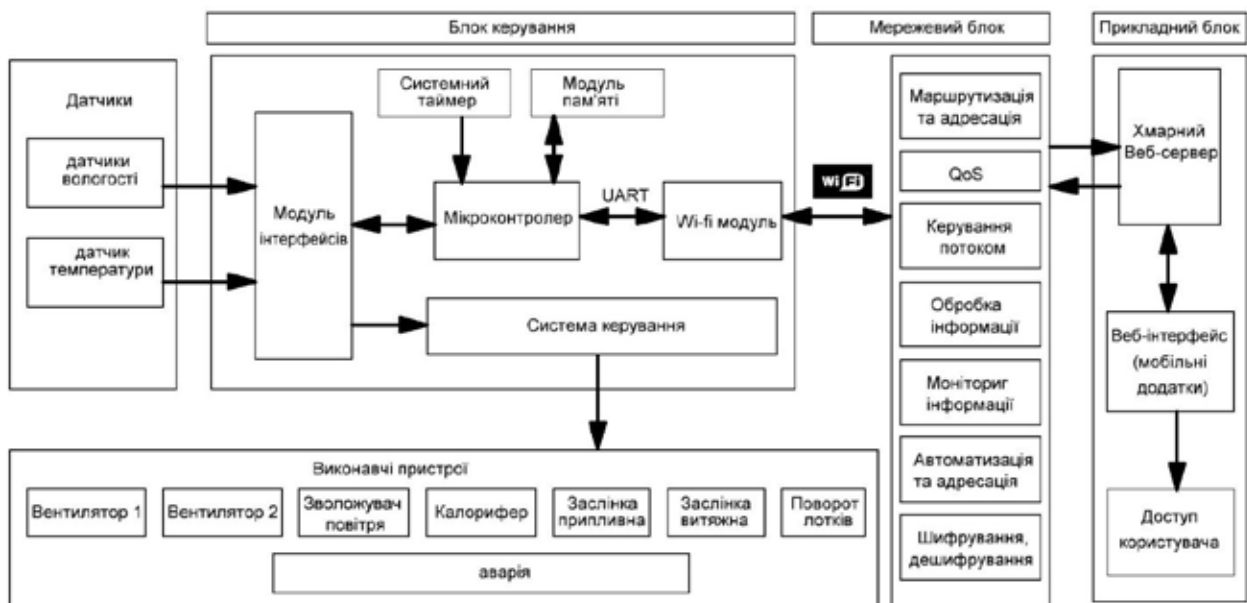 Блок керування
Мережевий блок
Прикладний блок
Датчики
датчики
вологості
датчик
температури
Модуль
інтерфейсів
Системний
таймер
Модуль
пам'яті
Мікроконтролер
UART
Wi-fi модуль
Система керування
Wi Fi
Маршрутизація
та адресація
QoS
Керування
потоком
Обробка
інформації
Моніториг
інформації
Автоматизація
та адресація
Шифрування,
дешифрування
Хмарний
Веб-сервер
Веб-інтерфейс
(мобільні
додатки)
Доступ
користувача
Виконавчі пристрої
Вентилятор 1
Вентилятор 2
Зволожувач
повітря
Калорифер
Заслінка
припливна
Заслінка
витяжна
Поворот
лотків
аварія